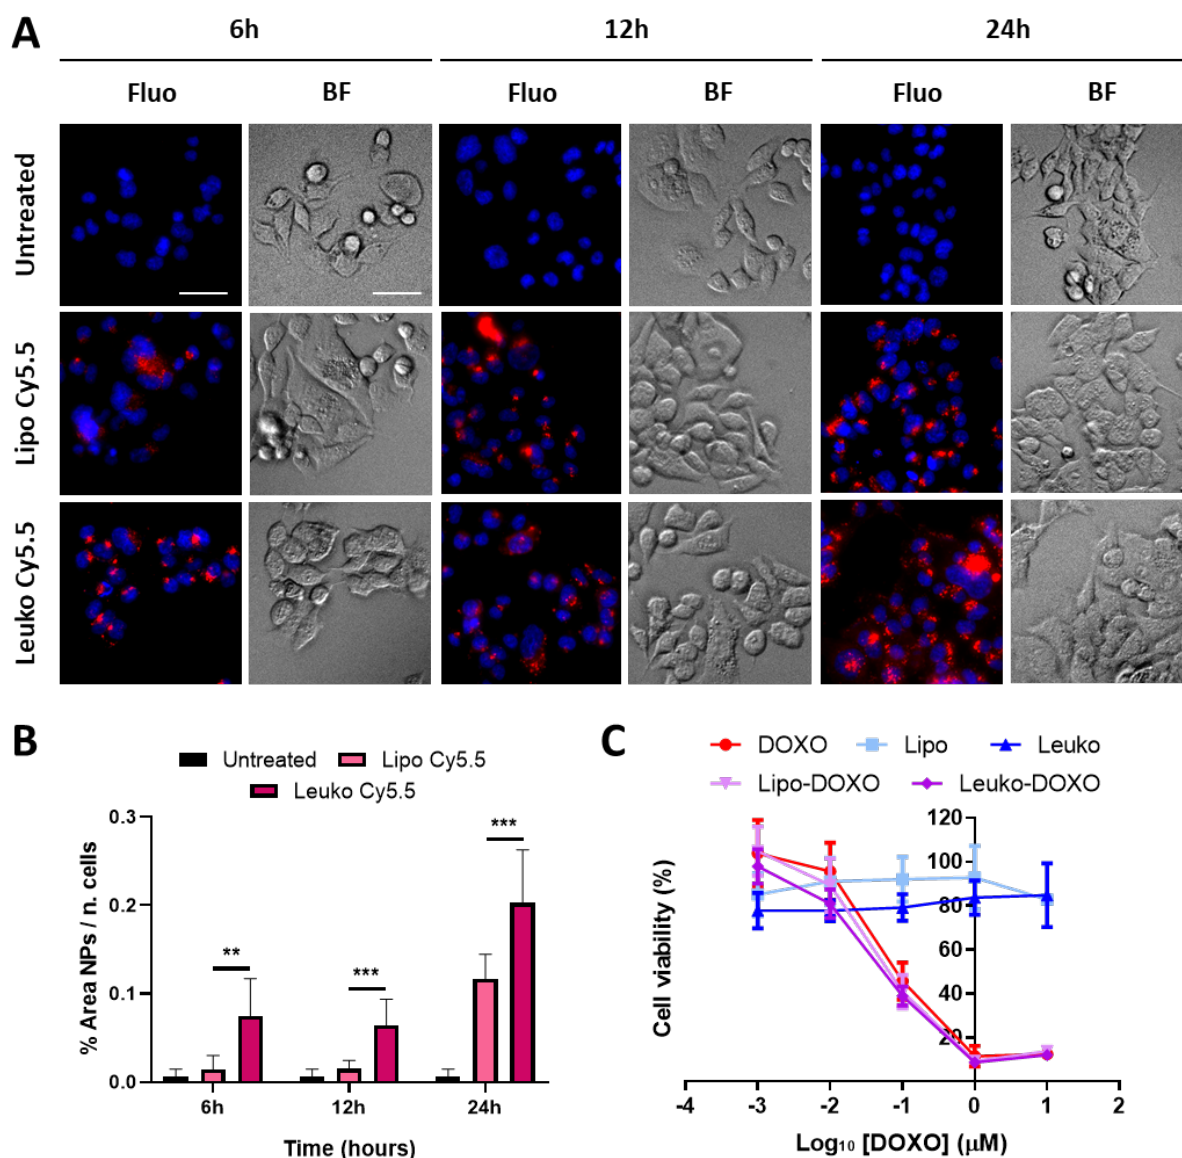 A
6h 12h 24h
Fluo BF Fluo BF Fluo BF
Untreated
Lipo Cy5.5
Leuko Cy5.5
B
Untreated Lipo Cy5.5
Leuko Cy5.5
% Area NPs / n. cells
0.3
0.2
0.1
0.0
** *** ***
6h 12h 24h
Time (hours)
C
DOXO Lipo Leuko
Lipo-DOXO Leuko-DOXO
Cell viability (%)
120
100
80
60
40
20
-4 -3 -2 -1 0 1 2
Log₁₀ [DOXO] (μM)